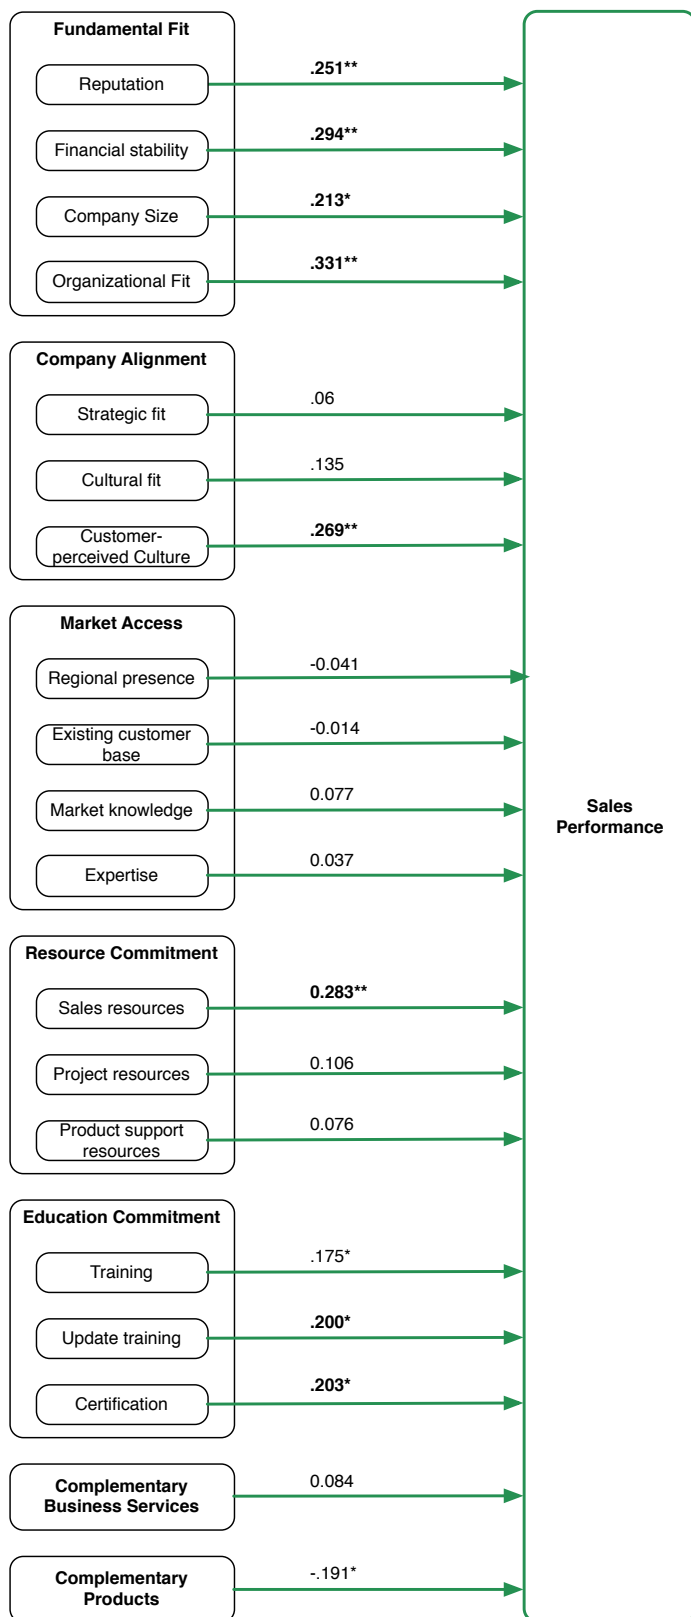 Fundamental Fit
Reputation
.251**
Financial stability
.294**
Company Size
.213*
Organizational Fit
.331**
Company Alignment
Strategic fit
.06
Cultural fit
.135
Customer-
perceived Culture
.269**
Market Access
Regional presence
-0.041
Existing customer
base
-0.014
Market knowledge
0.077
Expertise
0.037
Sales
Performance
Resource Commitment
Sales resources
0.283**
Project resources
0.106
Product support
resources
0.076
Education Commitment
Training
.175*
Update training
.200*
Certification
.203*
Complementary
Business Services
0.084
Complementary
Products
-.191*